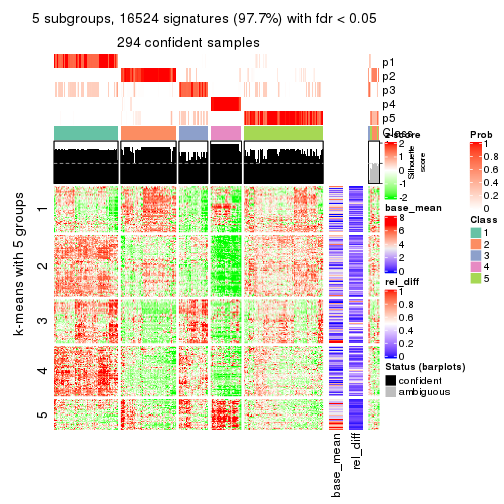 5 subgroups, 16524 signatures (97.7%) with fdr < 0.05
294 confident samples
p1
p2
p3
p4
p5
Class
Silhouette
score
k-means with 5 groups
1
2
3
4
5
base_mean
rel_diff
z-score
2
1
0
-1
-2
base_mean
8
6
4
2
0
rel_diff
1
0.8
0.6
0.4
0.2
0
Status (barplots)
confident
ambiguous
Prob
1
0.8
0.6
0.4
0.2
0
Class
1
2
3
4
5